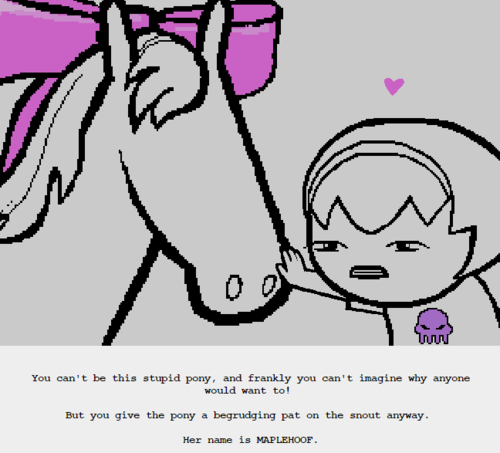 You can't be this stupid pony, and frankly you can't imagine why anyone
would want to!
But you give the pony a begrudging pat on the snout anyway.
Her name is MAPLEHOOF.